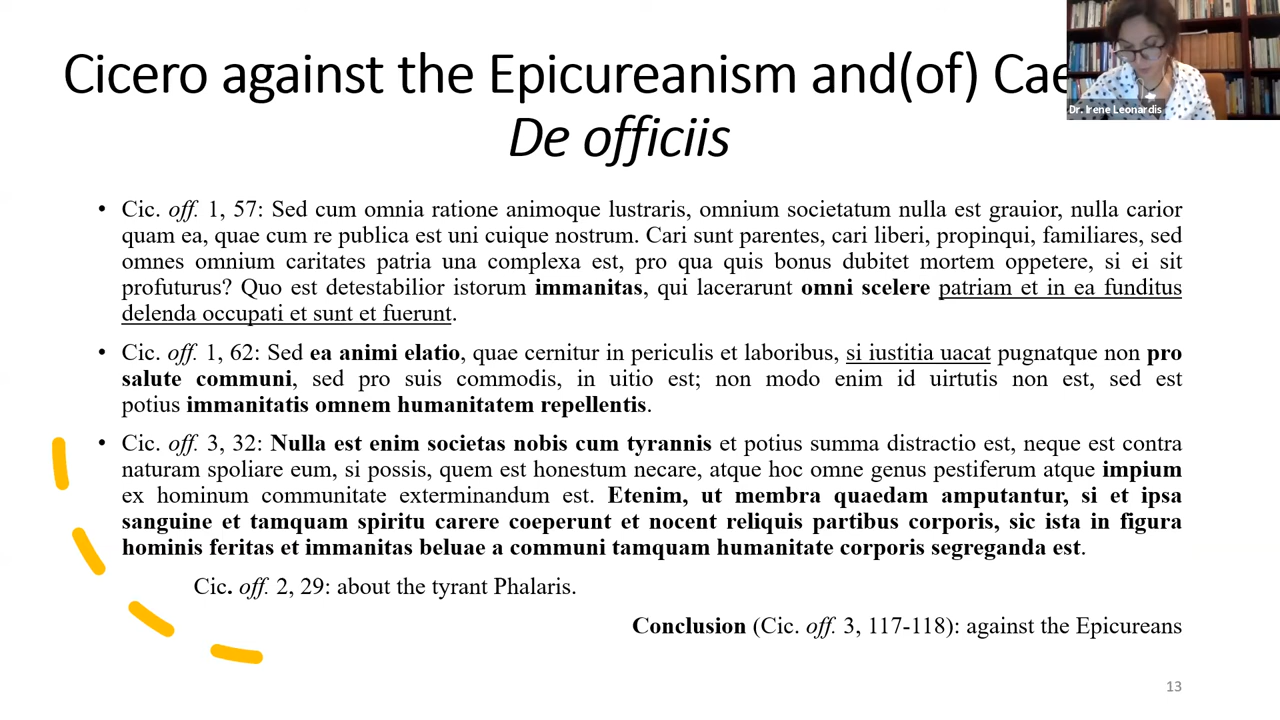 Cicero against the Epicureanism and(of) Cae
De officiis
Dr. Irene Leonardis
• Cic. off. 1, 57: Sed cum omnia ratione animoque lustraris, omnium societatum nulla est grauior, nulla carior
quam ea, quae cum re publica est uni cuique nostrum. Cari sunt parentes, cari liberi, propinqui, familiares, sed
omnes omnium caritates patria una complexa est, pro qua quis bonus dubitet mortem oppetere, si ei sit
profuturus? Quo est detestabilior istorum immanitas, qui lacerarunt omni scelere patriam et in ea funditus
delenda occupati et sunt et fuerunt.
• Cic. off. 1, 62: Sed ea animi elatio, quae cernitur in periculis et laboribus, si iustitia uacat pugnatque non pro
salute communi, sed pro suis commodis, in uitio est; non modo enim id uirtutis non est, sed est
potius immanitatis omnem humanitatem repellentis.
• Cic. off. 3, 32: Nulla est enim societas nobis cum tyrannis et potius summa distractio est, neque est contra
naturam spoliare eum, si possis, quem est honestum necare, atque hoc omne genus pestiferum atque impium
ex hominum communitate exterminandum est. Etenim, ut membra quaedam amputantur, si et ipsa
sanguine et tamquam spiritu carere coeperunt et nocent reliquis partibus corporis, sic ista in figura
hominis feritas et immanitas beluae a communi tamquam humanitate corporis segreganda est.
Cic. off. 2, 29: about the tyrant Phalaris.
Conclusion (Cic. off. 3, 117-118): against the Epicureans
13